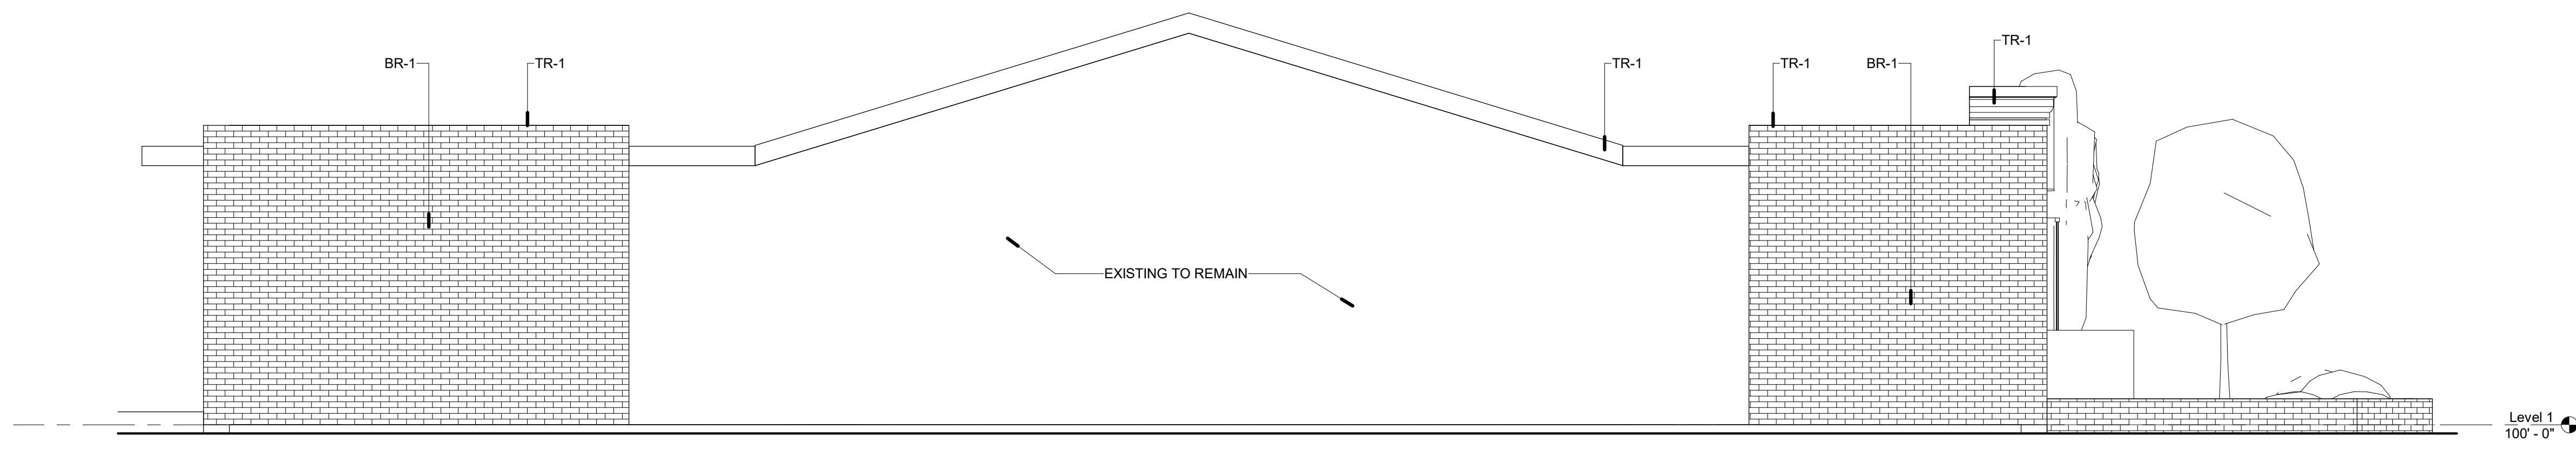 TR-1
BR-1
TR-1
TR-1
TR-1
BR-1
EXISTING TO REMAIN
Level 1
100' - 0"